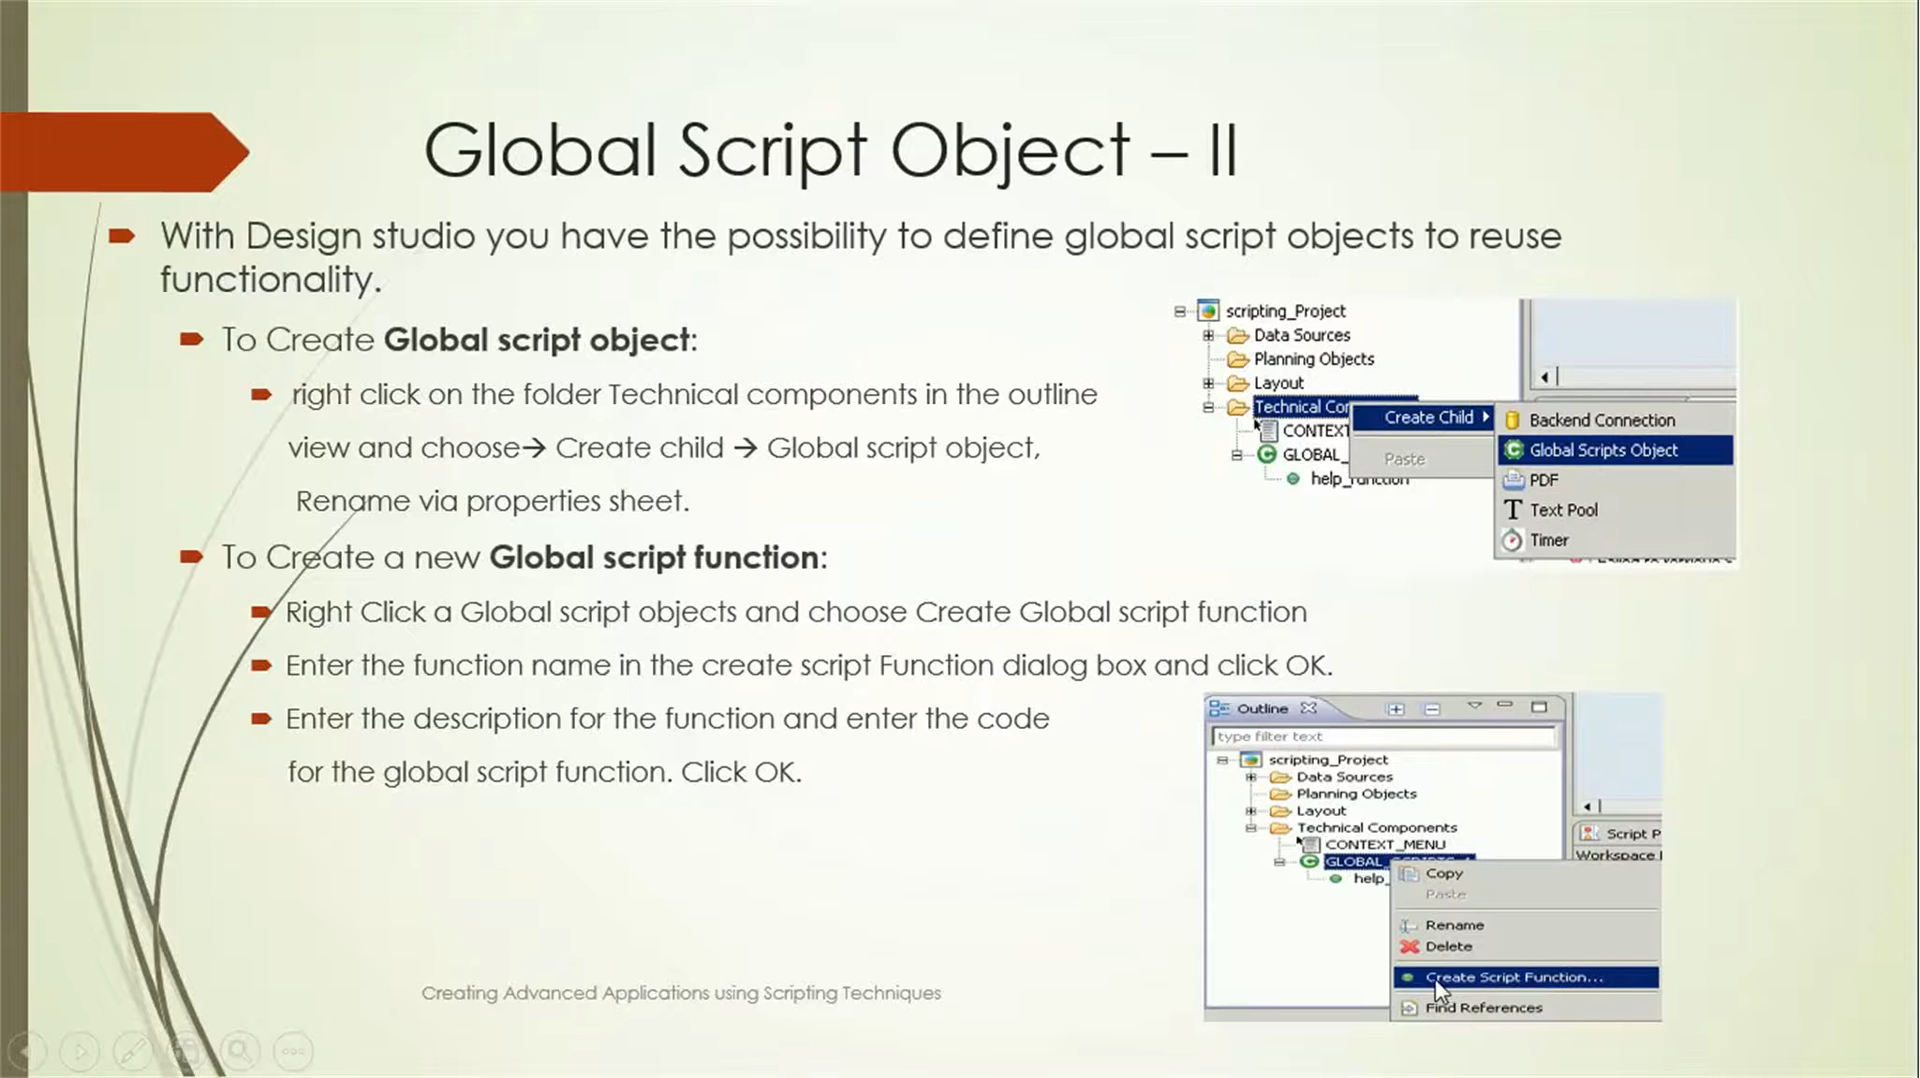 Global Script Object – II
With Design studio you have the possibility to define global script objects to reuse
functionality.
To Create Global script object:
right click on the folder Technical components in the outline
view and choose→ Create child → Global script object,
Rename via properties sheet.
To Create a new Global script function:
Right Click a Global script objects and choose Create Global script function
Enter the function name in the create script Function dialog box and click OK.
Enter the description for the function and enter the code
for the global script function. Click OK.
scripting_Project
Data Sources
Planning Objects
Layout
Technical Cor
CONTEXT
GLOBAL_
help_function
Create Child
Paste
Backend Connection
Global Scripts Object
PDF
Text Pool
Timer
Outline
type filter text
scripting_Project
Data Sources
Planning Objects
Layout
Technical Components
CONTEXT_MENU
GLOBAL_SCRIPTS_1
help_
Script P
Workspace
Copy
Paste
Rename
Delete
Create Script Function...
Find References
Creating Advanced Applications using Scripting Techniques